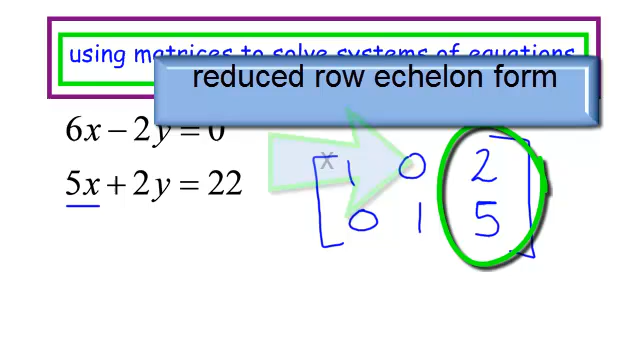 using matrices to solve systems of equations
reduced row echelon form
6x − 2y = 0
5x + 2y = 22
x
1 0 2
0 1 5